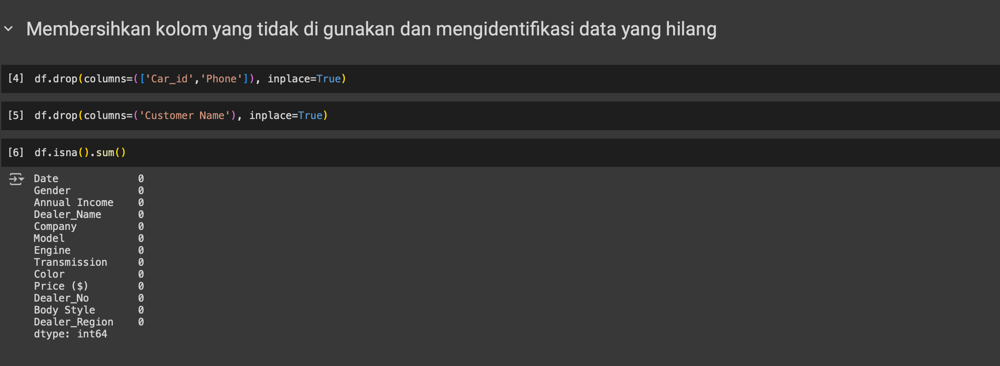 Membersihkan kolom yang tidak di gunakan dan mengidentifikasi data yang hilang
[4] df.drop(columns=(['Car_id','Phone']), inplace=True)
[5] df.drop(columns=('Customer Name'), inplace=True)
[6] df.isna().sum()
Date 0
Gender 0
Annual Income 0
Dealer_Name 0
Company 0
Model 0
Engine 0
Transmission 0
Color 0
Price ($) 0
Dealer_No 0
Body Style 0
Dealer_Region 0
dtype: int64